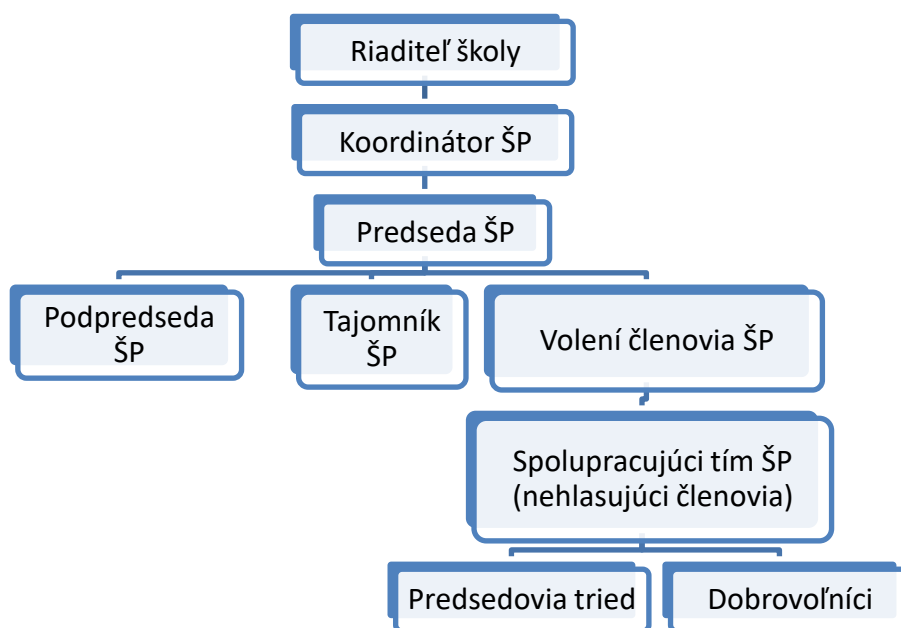 Riaditeľ školy
Koordinátor ŠP
Predseda ŠP
Podpredseda
ŠP
Tajomník
ŠP
Volení členovia ŠP
Spolupracujúci tím ŠP
(nehlasujúci členovia)
Predsedovia tried
Dobrovoľníci